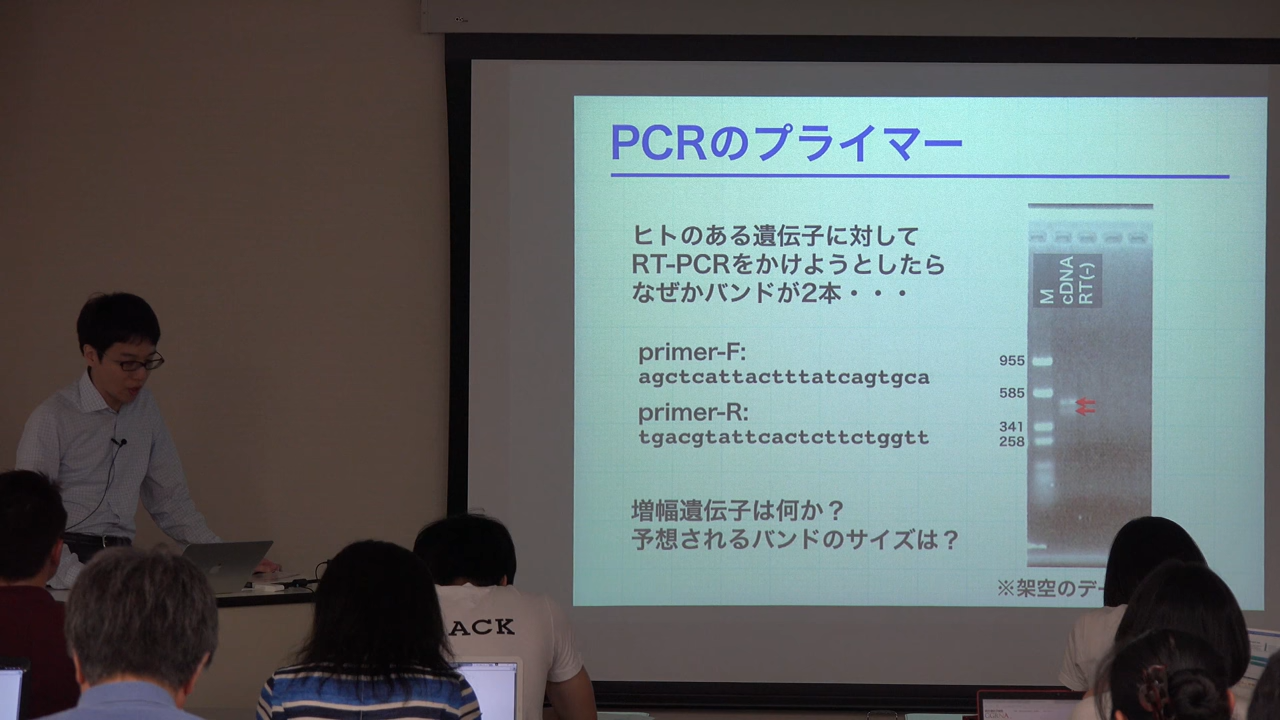 PCRのプライマー
ヒトのある遺伝子に対して
RT-PCRをかけようとしたら
なぜかバンドが2本・・・
primer-F:
agctcattactttatcagtgca
primer-R:
tgacgtattcactcttctggtt
増幅遺伝子は何か？
予想されるバンドのサイズは？
M
cDNA
RT(-)
955
585
341
258
※架空のデー
ACK